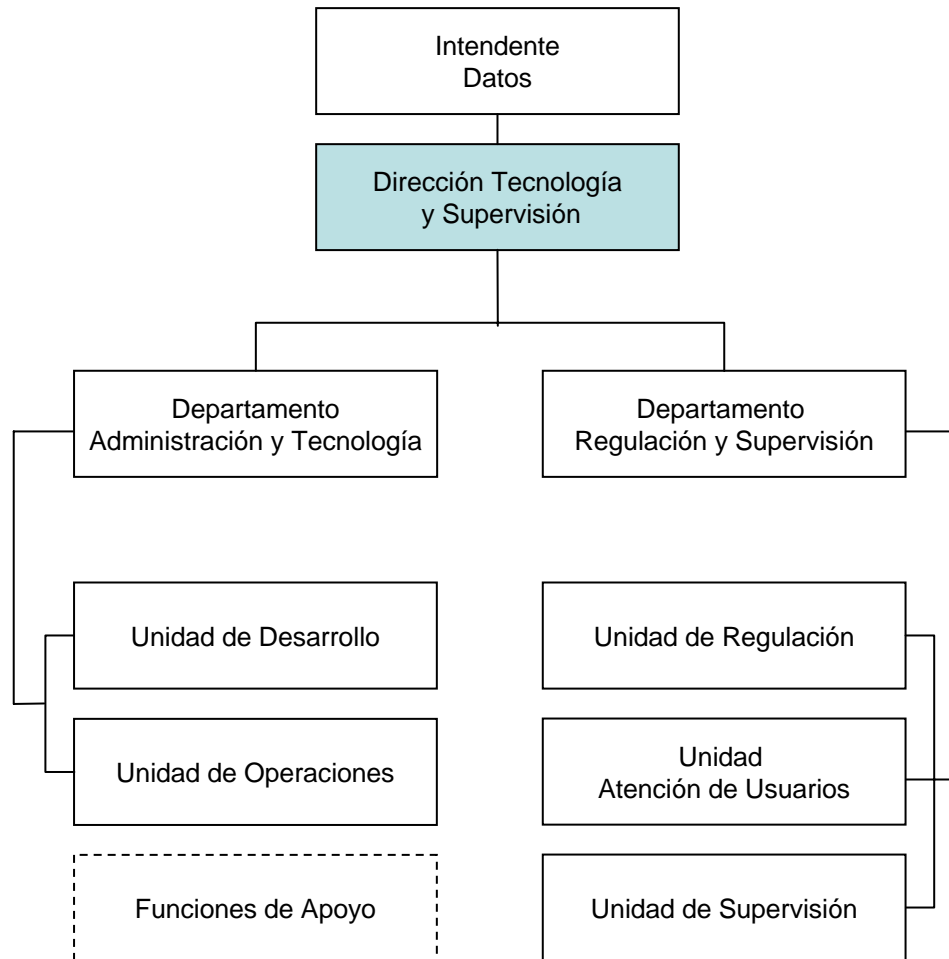 Intendente
Datos
Dirección Tecnología
y Supervisión
Departamento
Administración y Tecnología
Departamento
Regulación y Supervisión
Unidad de Desarrollo
Unidad de Regulación
Unidad de Operaciones
Unidad
Atención de Usuarios
Funciones de Apoyo
Unidad de Supervisión